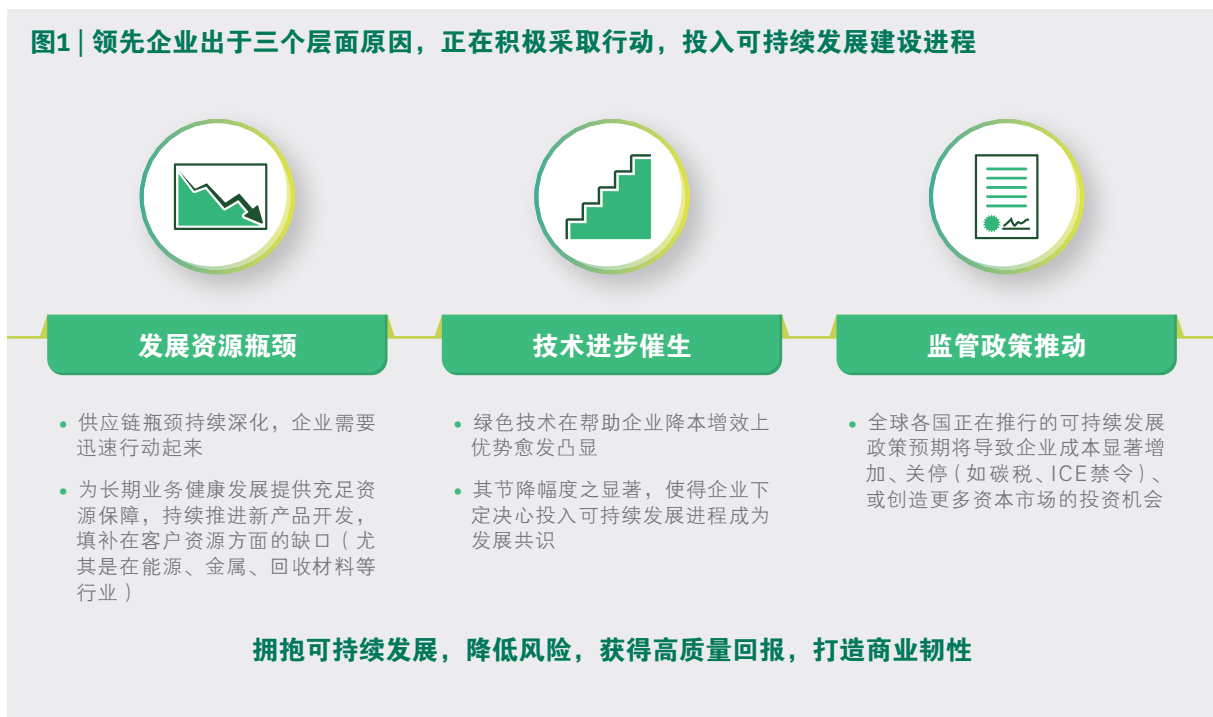 图1 | 领先企业出于三个层面原因，正在积极采取行动，投入可持续发展建设进程
发展资源瓶颈
• 供应链瓶颈持续深化，企业需要
迅速行动起来
• 为长期业务健康发展提供充足资
源保障，持续推进新产品开发，
填补在客户资源方面的缺口（尤
其是在能源、金属、回收材料等
行业）
技术进步催生
• 绿色技术在帮助企业降本增效上
优势愈发凸显
• 其节降幅度之显著，使得企业下
定决心投入可持续发展进程成为
发展共识
监管政策推动
• 全球各国正在推行的可持续发展
政策预期将导致企业成本显著增
加、关停（如碳税、ICE禁令）、
或创造更多资本市场的投资机会
拥抱可持续发展，降低风险，获得高质量回报，打造商业韧性